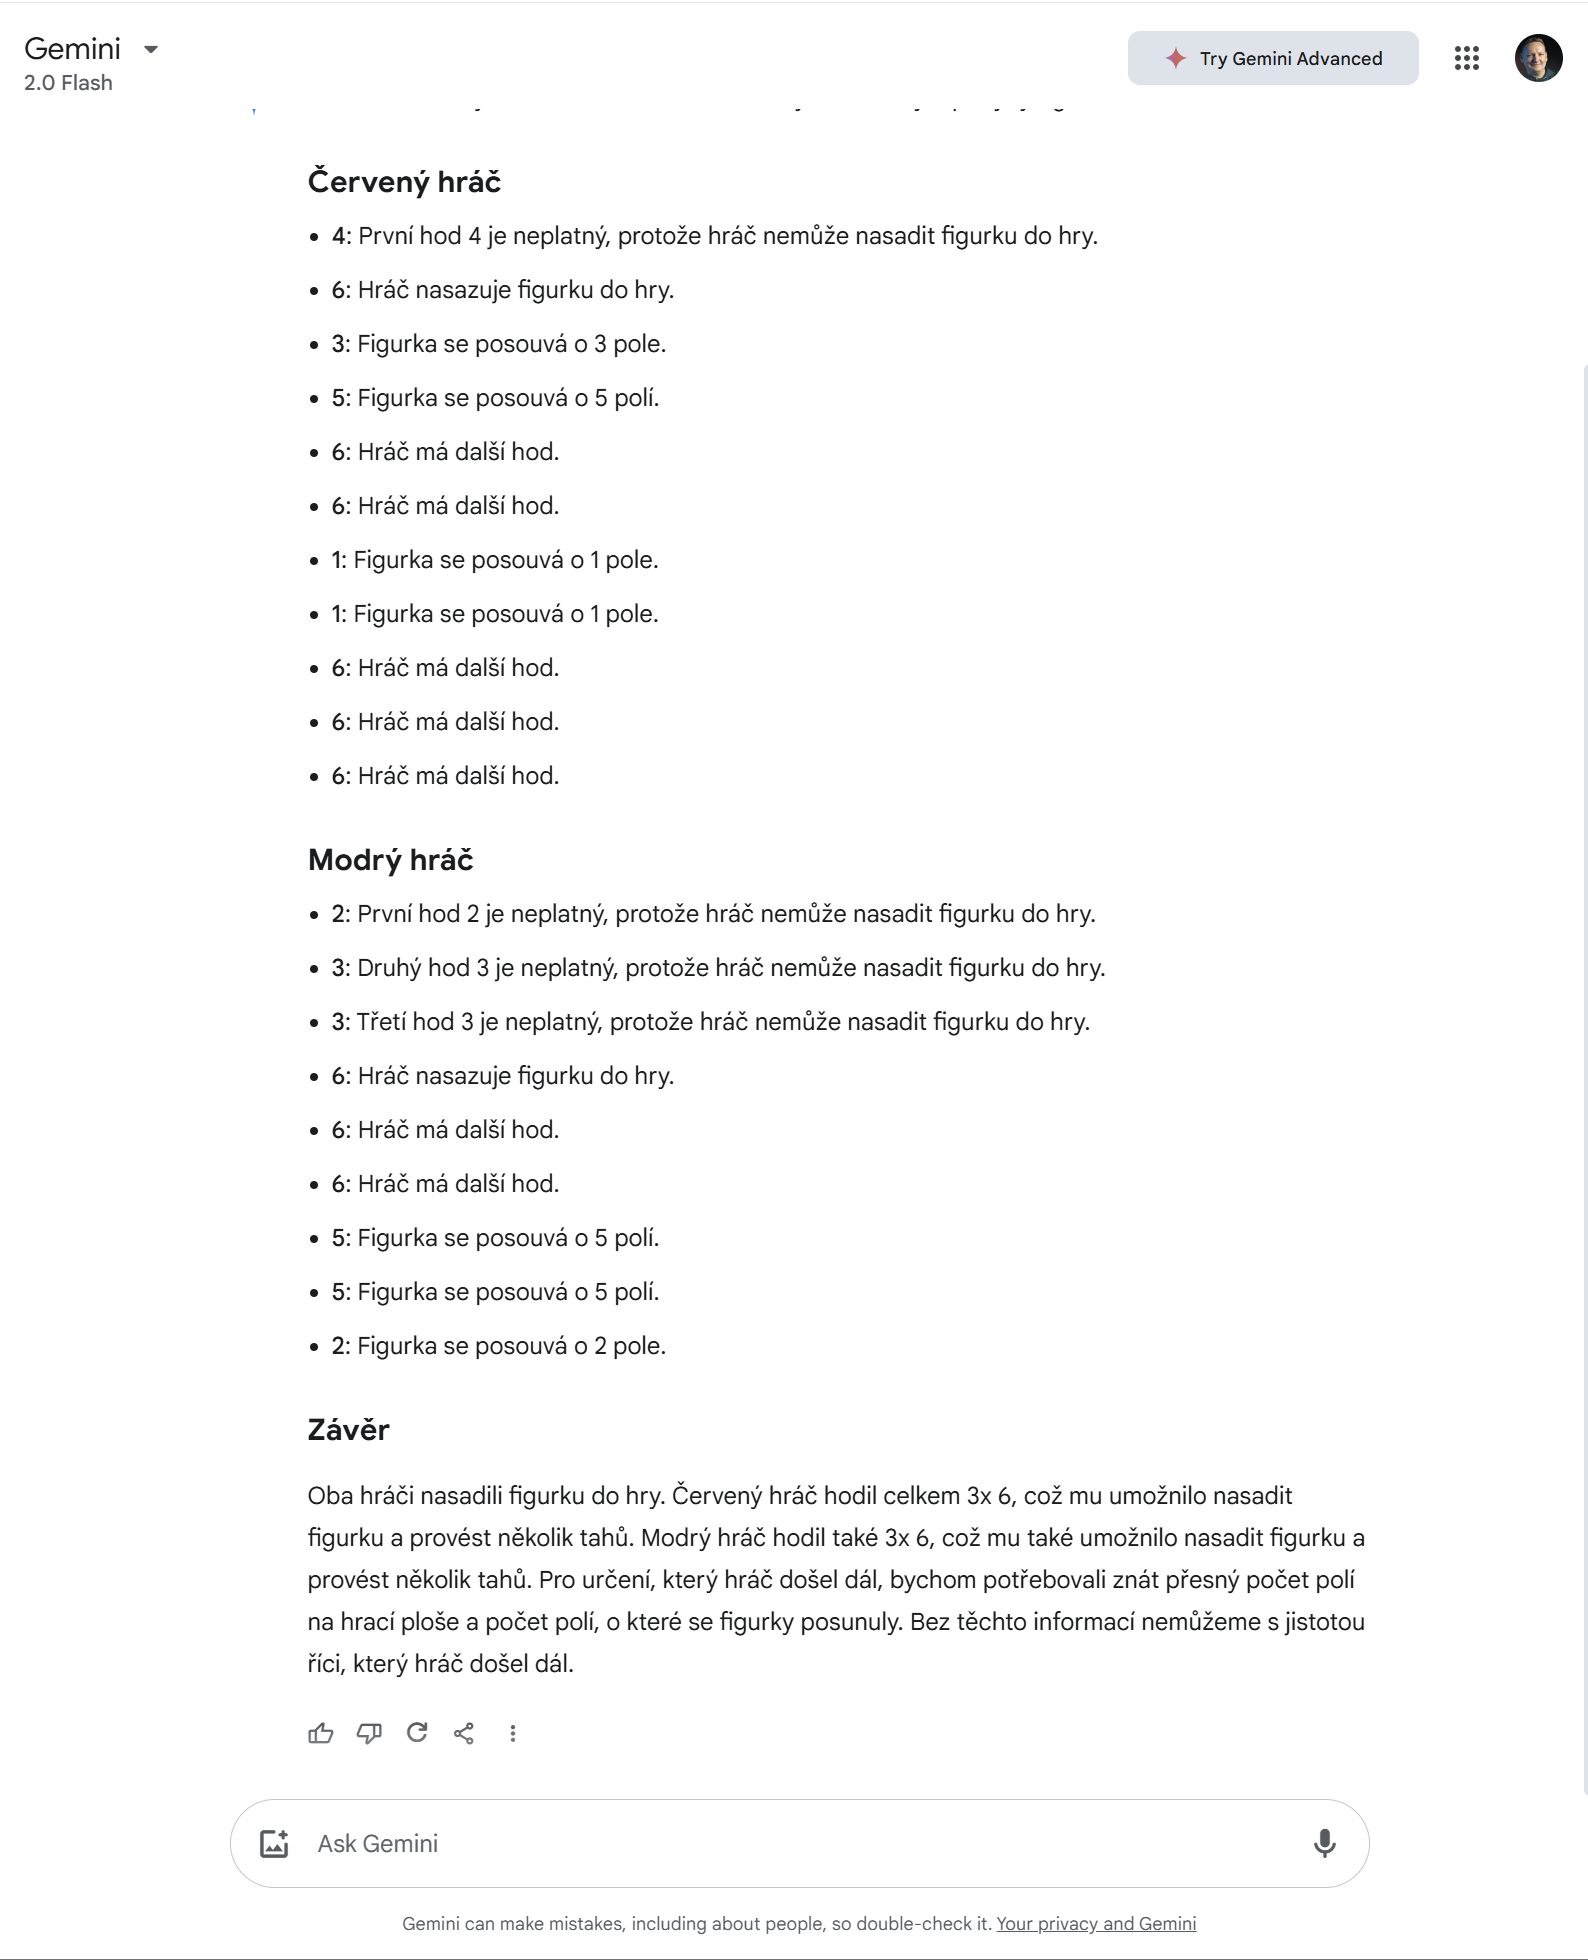 Gemini
2.0 Flash
Try Gemini Advanced
Červený hráč
4: První hod 4 je neplatný, protože hráč nemůže nasadit figurku do hry.
6: Hráč nasazuje figurku do hry.
3: Figurka se posouvá o 3 pole.
5: Figurka se posouvá o 5 polí.
6: Hráč má další hod.
6: Hráč má další hod.
1: Figurka se posouvá o 1 pole.
1: Figurka se posouvá o 1 pole.
6: Hráč má další hod.
6: Hráč má další hod.
6: Hráč má další hod.
Modrý hráč
2: První hod 2 je neplatný, protože hráč nemůže nasadit figurku do hry.
3: Druhý hod 3 je neplatný, protože hráč nemůže nasadit figurku do hry.
3: Třetí hod 3 je neplatný, protože hráč nemůže nasadit figurku do hry.
6: Hráč nasazuje figurku do hry.
6: Hráč má další hod.
6: Hráč má další hod.
5: Figurka se posouvá o 5 polí.
5: Figurka se posouvá o 5 polí.
2: Figurka se posouvá o 2 pole.
Závěr
Oba hráči nasadili figurku do hry. Červený hráč hodil celkem 3x 6, což mu umožnilo nasadit
figurku a provést několik tahů. Modrý hráč hodil také 3x 6, což mu také umožnilo nasadit figurku a
provést několik tahů. Pro určení, který hráč došel dál, bychom potřebovali znát přesný počet polí
na hrací ploše a počet polí, o které se figurky posunuly. Bez těchto informací nemůžeme s jistotou
říci, který hráč došel dál.
Ask Gemini
Gemini can make mistakes, including about people, so double-check it. Your privacy and Gemini